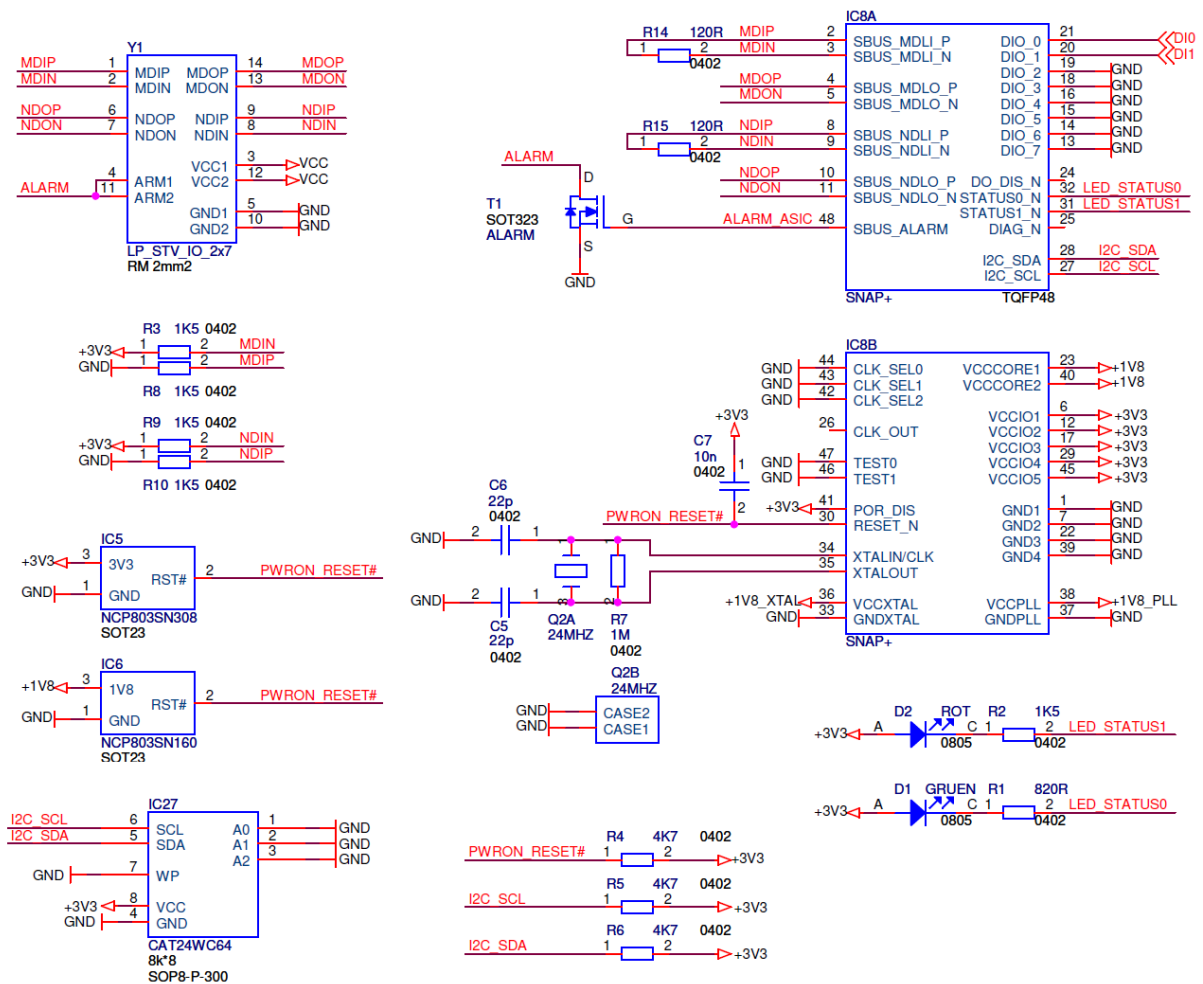 Y1
MDIP 1 MDIP MDOP 14 MDOP
MDIN 2 MDIN MDON 13 MDON
NDOP 6 NDOP NDIP 9 NDIP
NDON 7 NDON NDIN 8 NDIN
VCC1 3 VCC
4 ARM1 VCC2 12 VCC
ALARM 11 ARM2
GND1 5 GND
GND2 10 GND
LP_STV_IO_2x7
RM 2mm2
IC8A
R14 120R MDIP 2 SBUS_MDLI_P DIO_0 21 DI0
1 2 MDIN 3 SBUS_MDLI_N DIO_1 20 DI1
0402
DIO_2 19 GND
MDOP 4 SBUS_MDLO_P DIO_3 18 GND
MDON 5 SBUS_MDLO_N DIO_4 16 GND
DIO_5 15 GND
R15 120R NDIP 8 SBUS_NDLI_P DIO_6 14 GND
1 2 NDIN 9 SBUS_NDLI_N DIO_7 13 GND
0402
NDOP 10 SBUS_NDLO_P DO_DIS_N 24
NDON 11 SBUS_NDLO_N STATUS0_N 32 LED_STATUS0
STATUS1_N 31 LED_STATUS1
ALARM_ASIC 48 SBUS_ALARM DIAG_N 25
I2C_SDA 28 I2C_SDA
I2C_SCL 27 I2C_SCL
SNAP+ TQFP48
ALARM
D
T1
SOT323
ALARM
G
S
GND
R3 1K5 0402
+3V3 1 2 MDIN
GND 1 2 MDIP
R8 1K5 0402
R9 1K5 0402
+3V3 1 2 NDIN
GND 1 2 NDIP
R10 1K5 0402
IC8B
GND 44 CLK_SEL0 VCCCORE1 23 +1V8
GND 43 CLK_SEL1 VCCCORE2 40 +1V8
GND 42 CLK_SEL2
VCCIO1 6 +3V3
26 CLK_OUT VCCIO2 12 +3V3
VCCIO3 17 +3V3
GND 47 TEST0 VCCIO4 29 +3V3
GND 46 TEST1 VCCIO5 45 +3V3
+3V3 41 POR_DIS GND1 1 GND
PWRON_RESET# 30 RESET_N GND2 7 GND
GND3 22 GND
34 XTALIN/CLK GND4 39 GND
35 XTALOUT
+1V8_XTAL 36 VCCXTAL VCCPLL 38 +1V8_PLL
GND 33 GNDXTAL GNDPLL 37 GND
SNAP+
+3V3
C7
10n
0402
1
2
C6
22p
0402
GND 2 1
GND 2 1
C5
22p
0402
1
3
Q2A
24MHZ
1
2
R7
1M
0402
Q2B
24MHZ
GND CASE2
GND CASE1
IC5
+3V3 3 3V3
RST# 2 PWRON_RESET#
GND 1 GND
NCP803SN308
SOT23
IC6
+1V8 3 1V8
RST# 2 PWRON_RESET#
GND 1 GND
NCP803SN160
SOT23
D2 ROT R2 1K5
+3V3 A C 1 2 LED_STATUS1
0805 0402
D1 GRUEN R1 820R
+3V3 A C 1 2 LED_STATUS0
0805 0402
IC27
I2C_SCL 6 SCL A0 1 GND
I2C_SDA 5 SDA A1 2 GND
A2 3 GND
GND 7 WP
+3V3 8 VCC
GND 4 GND
CAT24WC64
8k*8
SOP8-P-300
R4 4K7 0402
PWRON_RESET# 1 2 +3V3
R5 4K7 0402
I2C_SCL 1 2 +3V3
R6 4K7 0402
I2C_SDA 1 2 +3V3